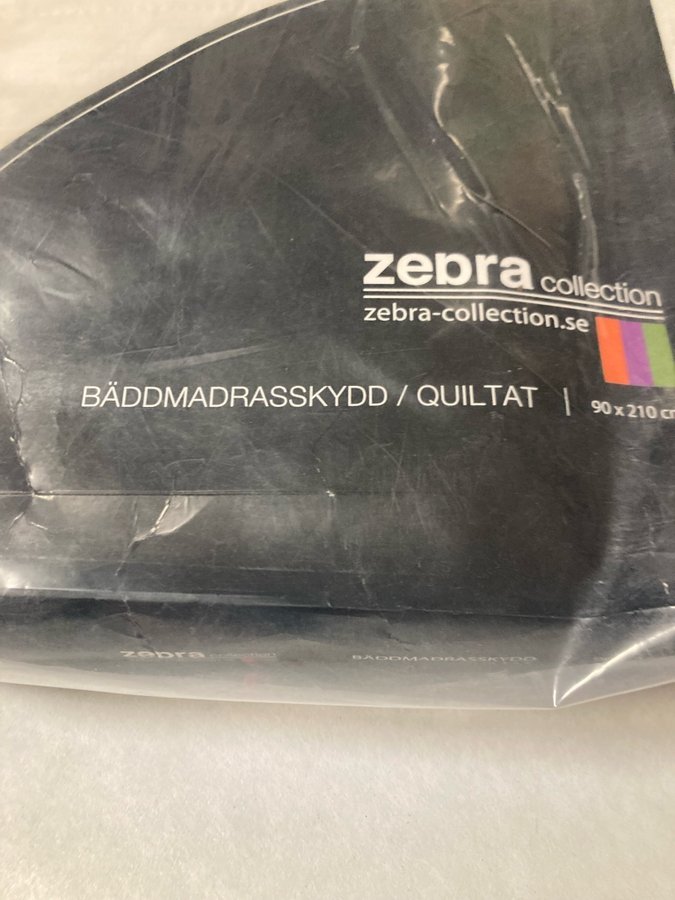 zebra collection
zebra-collection.se
BÄDDMADRASSKYDD / QUILTAT | 90 x 210 cm
zebra collection
BÄDDMADRASSKYDD